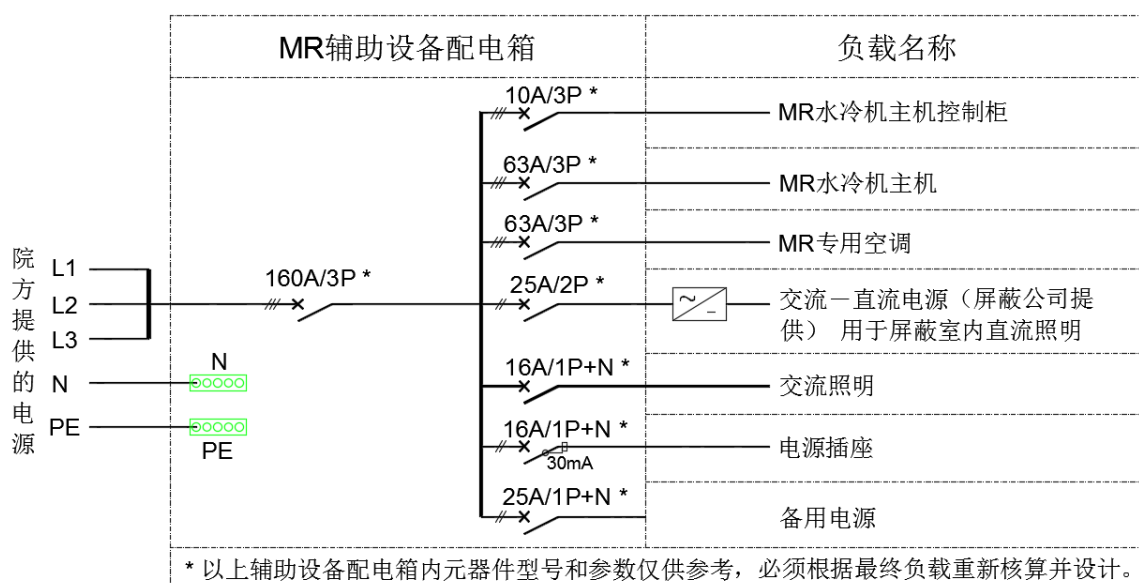 MR辅助设备配电箱
负载名称
10A/3P *
MR水冷机主机控制柜
63A/3P *
MR水冷机主机
63A/3P *
MR专用空调
院方提供的电源
L1
L2
L3
N
PE
160A/3P *
N
PE
25A/2P *
交流－直流电源（屏蔽公司提
供） 用于屏蔽室内直流照明
16A/1P+N *
交流照明
16A/1P+N *
30mA
电源插座
25A/1P+N *
备用电源
* 以上辅助设备配电箱内元器件型号和参数仅供参考，必须根据最终负载重新核算并设计。